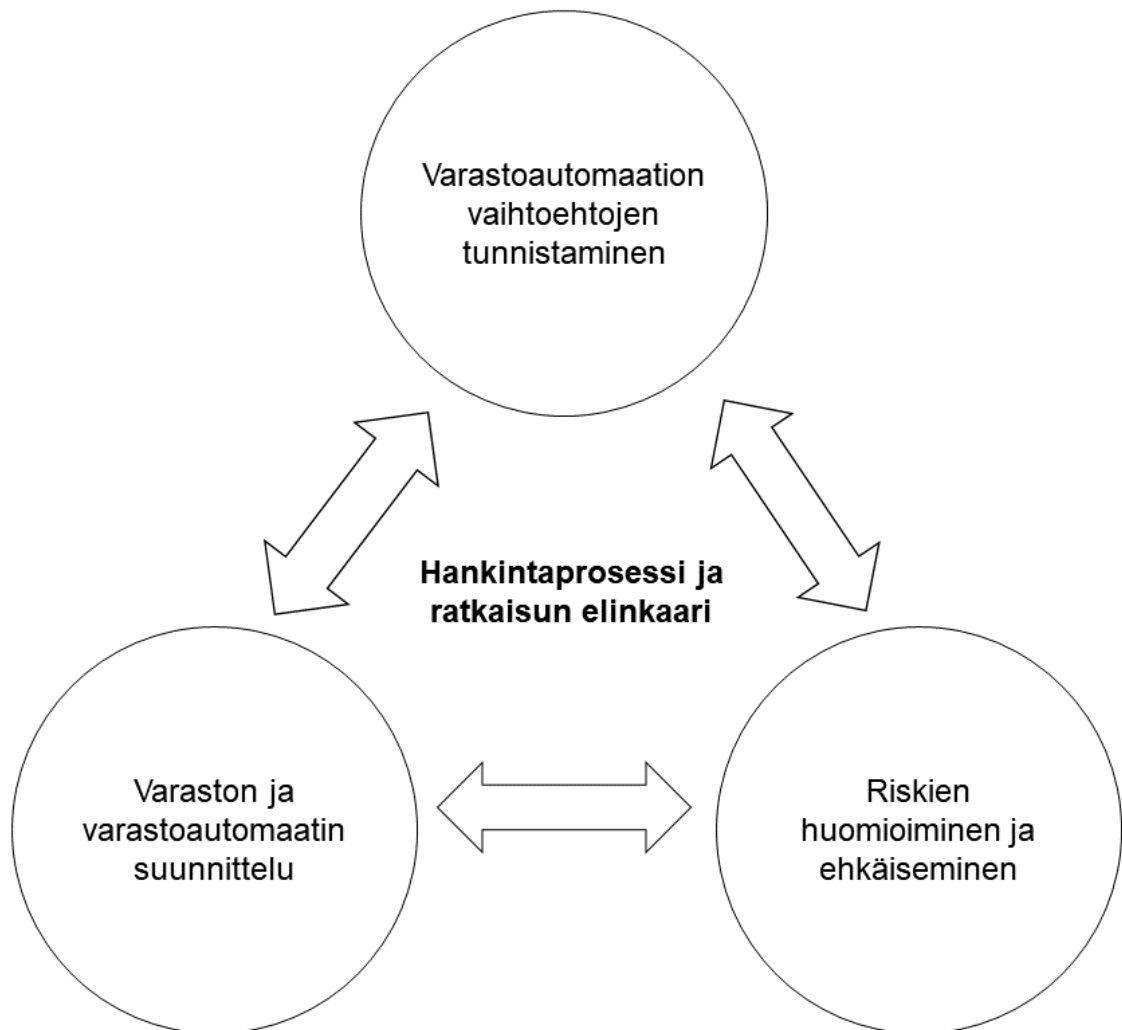 Varastoautomaation
vaihtoehtojen
tunnistaminen
Hankintaprosessi ja
ratkaisun elinkaari
Varaston ja
varastoautomaatin
suunnittelu
Riskien
huomioiminen ja
ehkäiseminen